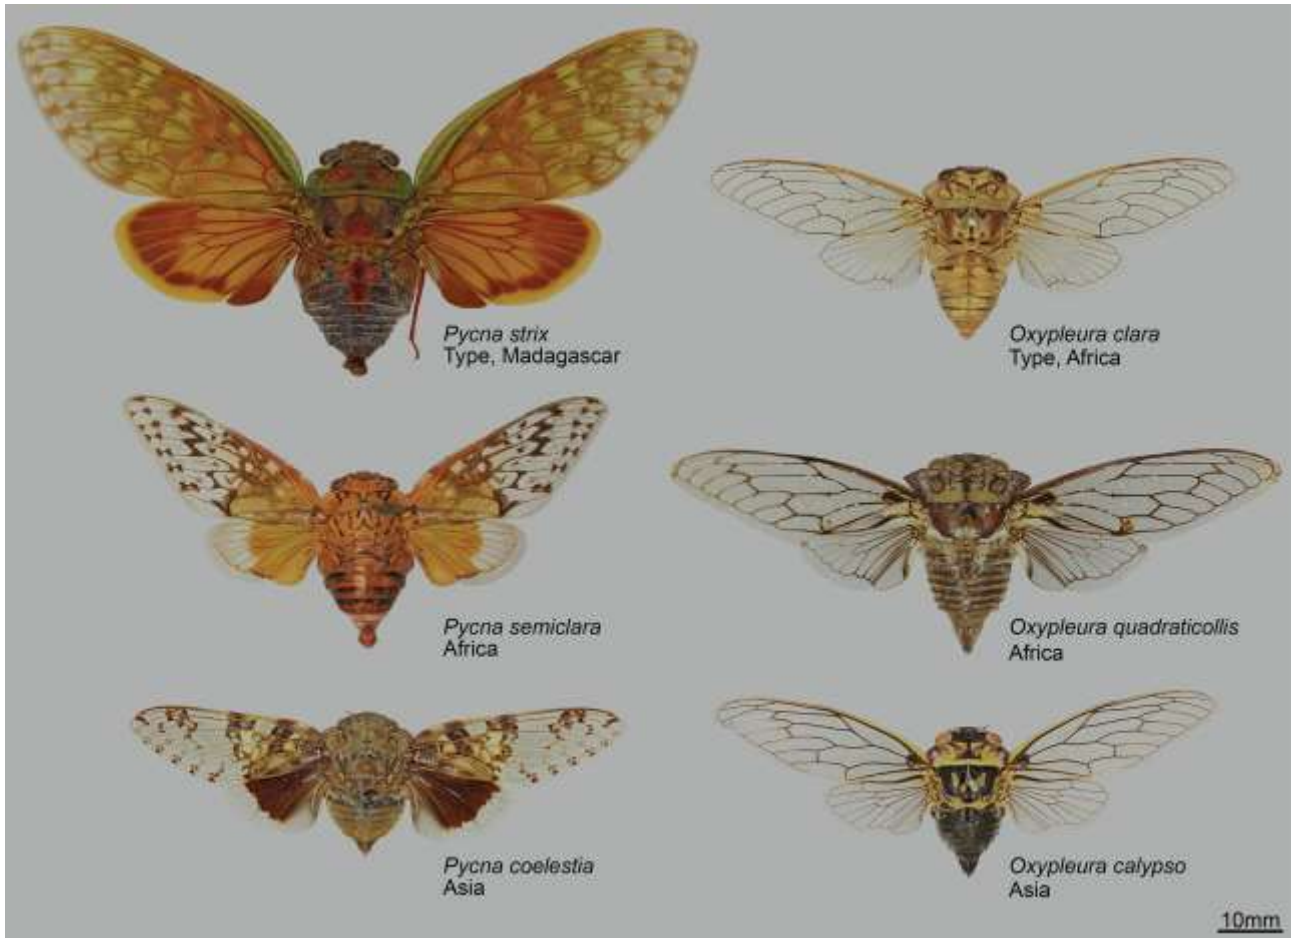 Pycna strix
Type, Madagascar
Oxypleura clara
Type, Africa
Pycna semiclara
Africa
Oxypleura quadraticollis
Africa
Pycna coelestia
Asia
Oxypleura calypso
Asia
10mm